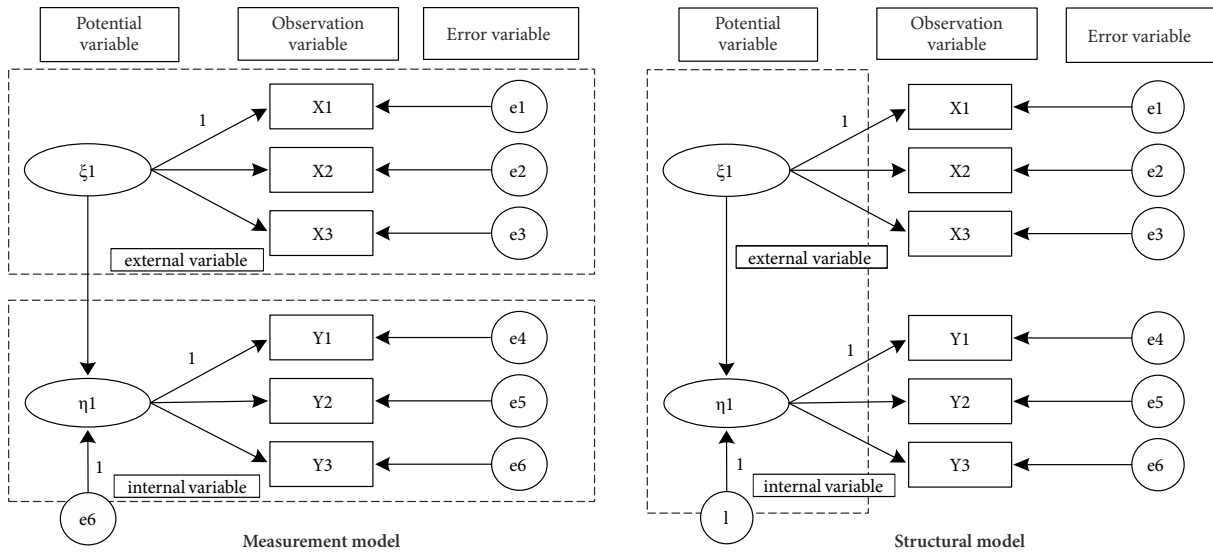 Potential
variable
Observation
variable
Error variable
1
X1
e1
ξ1
X2
e2
X3
e3
external variable
1
Y1
e4
η1
Y2
e5
1
Y3
e6
internal variable
e6
Measurement model
Potential
variable
Observation
variable
Error variable
1
X1
e1
ξ1
X2
e2
X3
e3
external variable
1
Y1
e4
η1
Y2
e5
1
Y3
e6
internal variable
l
Structural model